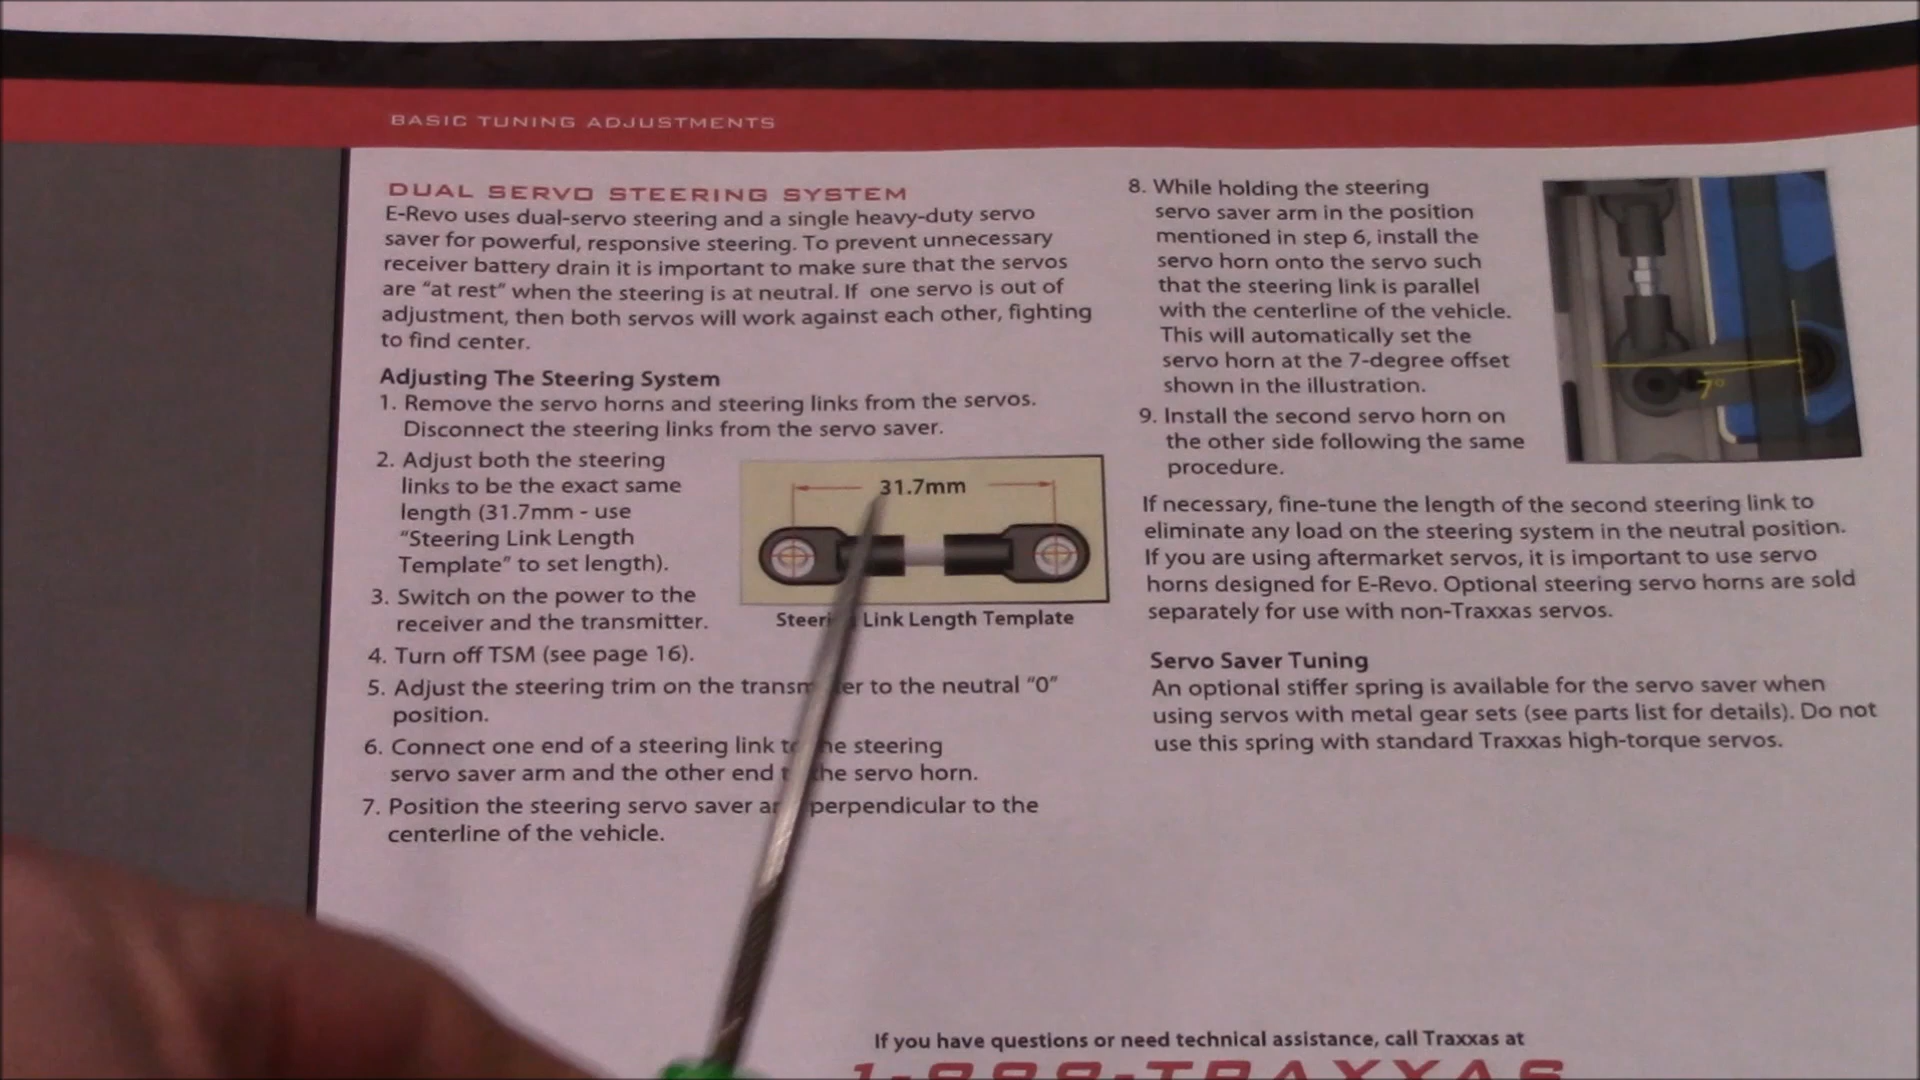 BASIC TUNING ADJUSTMENTS
DUAL SERVO STEERING SYSTEM
E-Revo uses dual-servo steering and a single heavy-duty servo
saver for powerful, responsive steering. To prevent unnecessary
receiver battery drain it is important to make sure that the servos
are “at rest” when the steering is at neutral. If one servo is out of
adjustment, then both servos will work against each other, fighting
to find center.
Adjusting The Steering System
1. Remove the servo horns and steering links from the servos.
Disconnect the steering links from the servo saver.
2. Adjust both the steering
links to be the exact same
length (31.7mm - use
“Steering Link Length
Template” to set length).
31.7mm
Link Length Template
3. Switch on the power to the
receiver and the transmitter.
4. Turn off TSM (see page 16).
5. Adjust the steering trim on the to the neutral “0”
position.
6. Connect one end of a steering link steering
servo saver arm and the other end servo horn.
7. Position the steering servo saver perpendicular to the
centerline of the vehicle.
8. While holding the steering
servo saver arm in the position
mentioned in step 6, install the
servo horn onto the servo such
that the steering link is parallel
with the centerline of the vehicle.
This will automatically set the
servo horn at the 7-degree offset
shown in the illustration.
7°
9. Install the second servo horn on
the other side following the same
procedure.
If necessary, fine-tune the length of the second steering link to
eliminate any load on the steering system in the neutral position.
If you are using aftermarket servos, it is important to use servo
horns designed for E-Revo. Optional steering servo horns are sold
separately for use with non-Traxxas servos.
Servo Saver Tuning
An optional stiffer spring is available for the servo saver when
using servos with metal gear sets (see parts list for details). Do not
use this spring with standard Traxxas high-torque servos.
If you have questions or need technical assistance, call Traxxas at
1-888-TRAXXAS